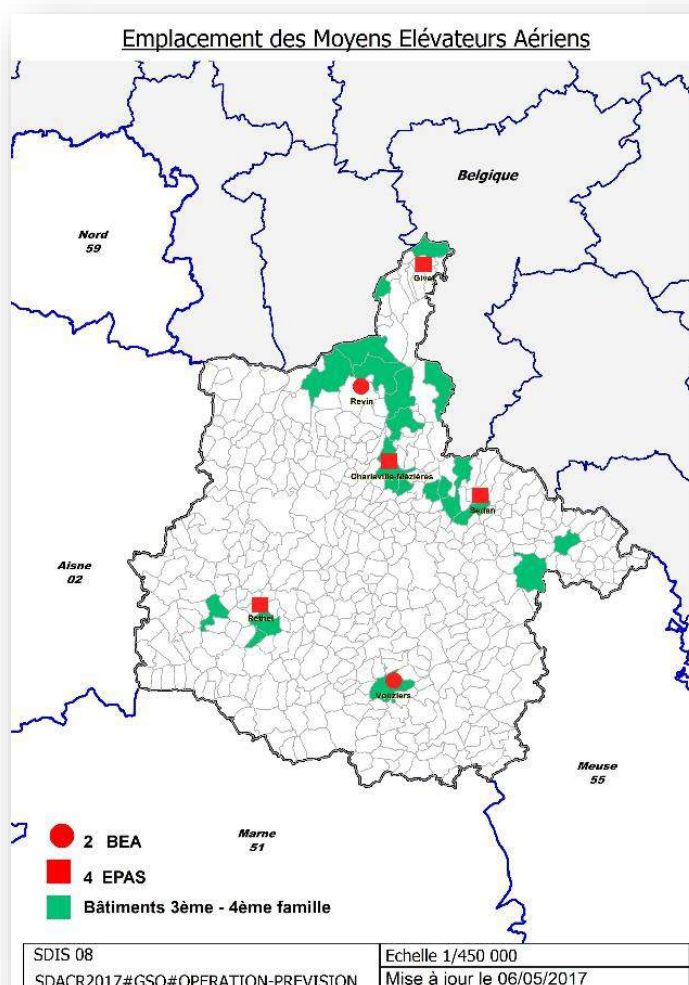 Emplacement des Moyens Elévateurs Aériens
Belgique
Nord
59
Givet
Revin
Charleville-Mézières
Sedan
Aisne
02
Rethel
Vouziers
Meuse
55
Marne
51
2 BEA
4 EPAS
Bâtiments 3ème - 4ème famille
SDIS 08
Echelle 1/450 000
SDACR2017#GSO#OPERATION-PREVISION
Mise à jour le 06/05/2017